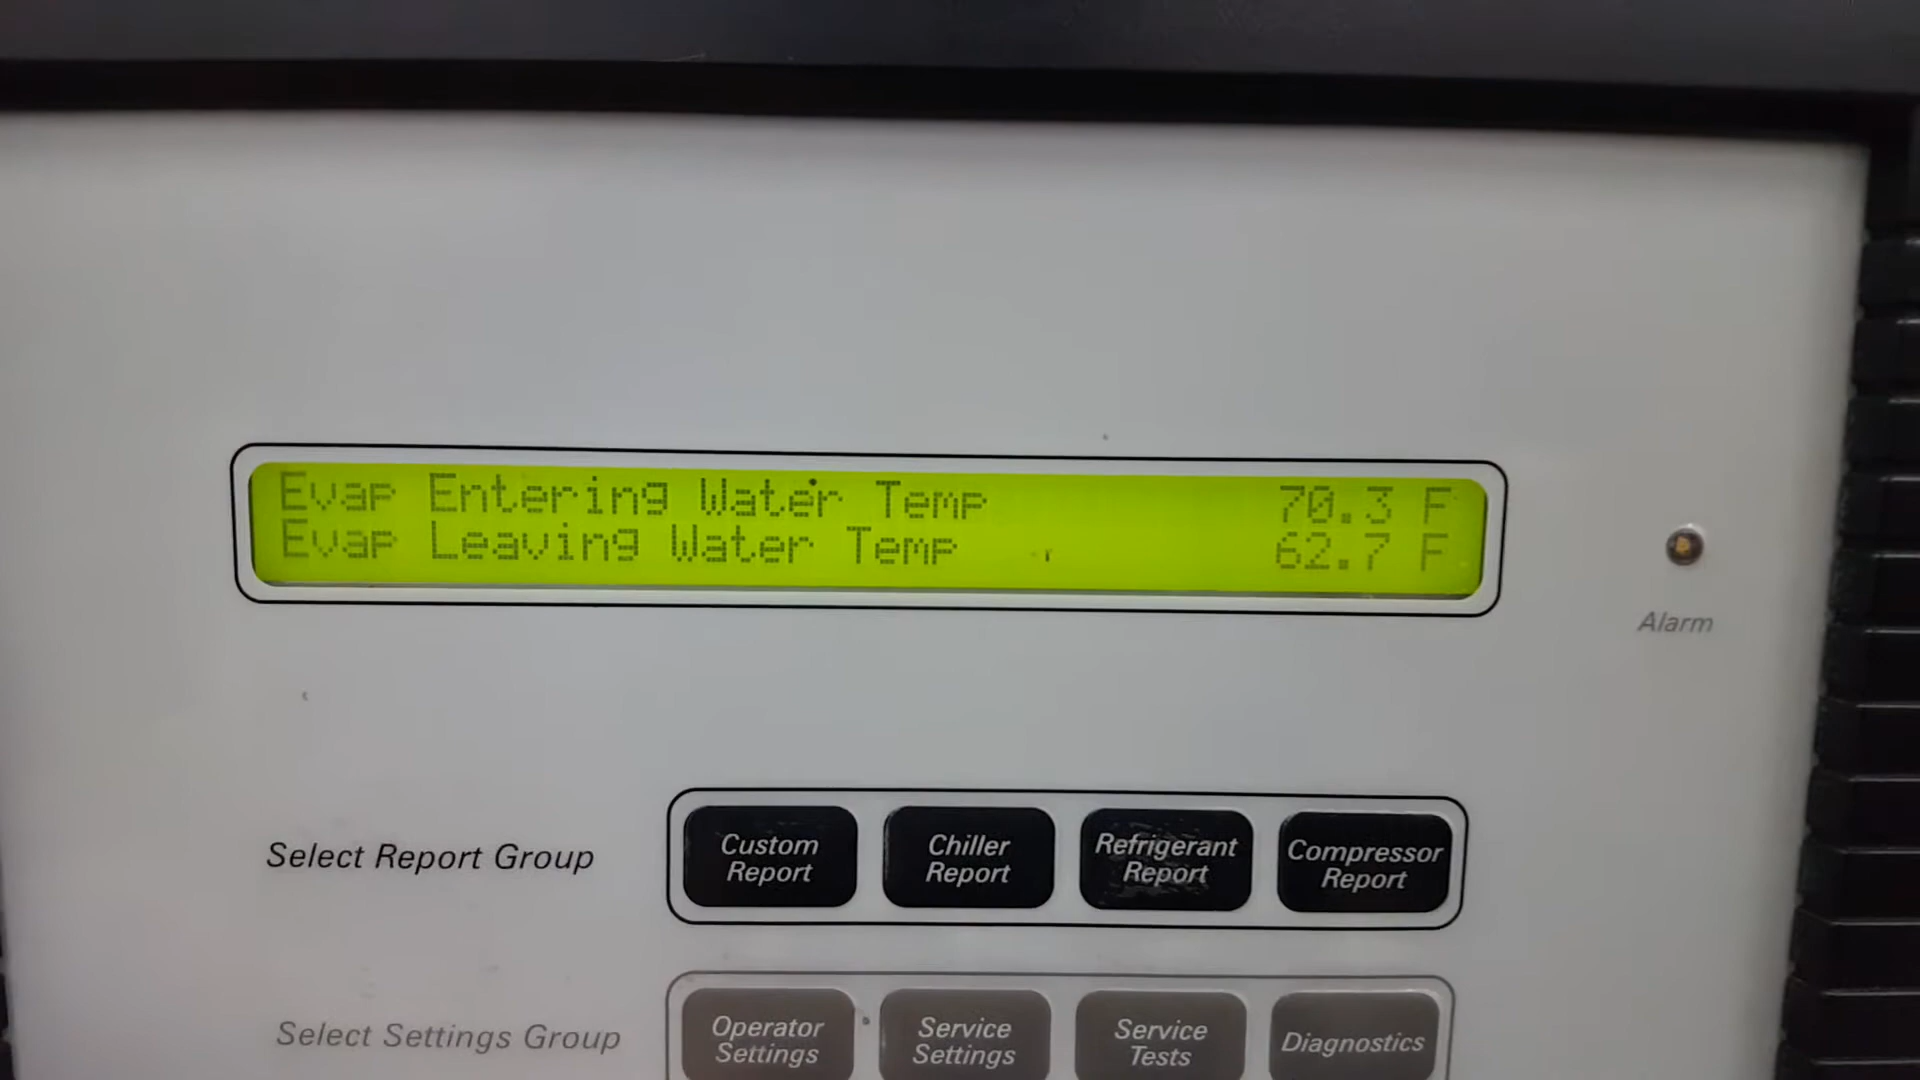 Evap Entering Water Temp 70.3 F
Evap Leaving Water Temp 62.7 F
Alarm
Select Report Group
Custom
Report
Chiller
Report
Refrigerant
Report
Compressor
Report
Select Settings Group
Operator
Settings
Service
Settings
Service
Tests
Diagnostics